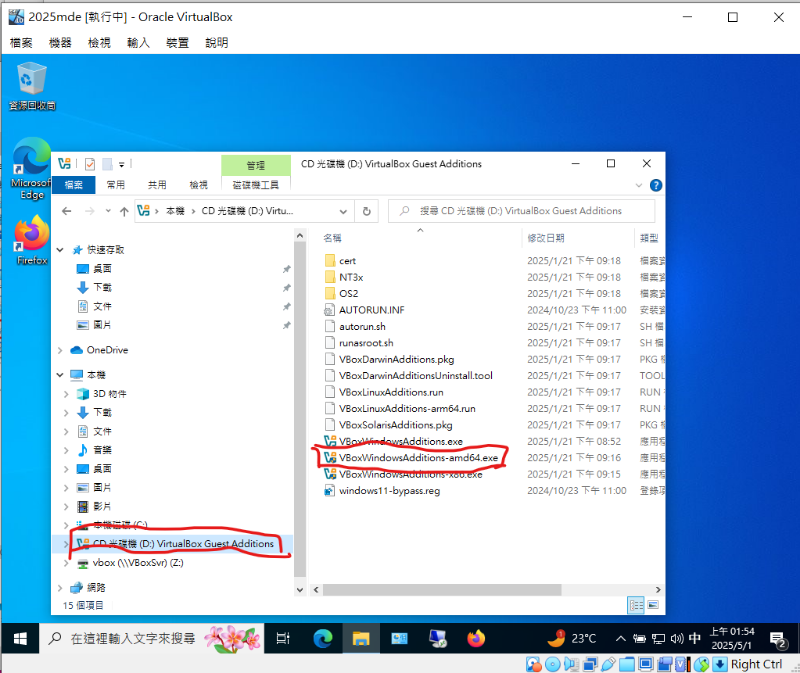 2025mde [執行中] - Oracle VirtualBox
檔案 機器 檢視 輸入 裝置 說明
資源回收筒
Microsoft Edge
Firefox
管理
CD 光碟機 (D:) VirtualBox Guest Additions
檔案 常用 共用 檢視 磁碟機工具
本機 › CD 光碟機 (D:) Virtu...
搜尋 CD 光碟機 (D:) VirtualBox Guest Additions
快速存取
桌面
下載
文件
圖片
OneDrive
本機
3D 物件
下載
文件
音樂
桌面
圖片
影片
本機磁碟 (C:)
CD 光碟機 (D:) VirtualBox Guest Additions
vbox (\\VBoxSvr) (Z:)
網路
名稱 修改日期 類型
cert 2025/1/21 下午 09:18 檔案資
NT3x 2025/1/21 下午 09:18 檔案資
OS2 2025/1/21 下午 09:18 檔案資
AUTORUN.INF 2024/10/23 下午 11:00 安裝資
autorun.sh 2025/1/21 下午 09:17 SH 檔
runasroot.sh 2025/1/21 下午 09:17 SH 檔
VBoxDarwinAdditions.pkg 2025/1/21 下午 09:17 PKG 檔
VBoxDarwinAdditionsUninstall.tool 2025/1/21 下午 09:17 TOOL
VBoxLinuxAdditions.run 2025/1/21 下午 09:17 RUN
VBoxLinuxAdditions-arm64.run 2025/1/21 下午 09:17 RUN
VBoxSolarisAdditions.pkg 2025/1/21 下午 09:17 PKG 檔
VBoxWindowsAdditions.exe 2025/1/21 下午 08:52 應用程
VBoxWindowsAdditions-amd64.exe 2025/1/21 下午 09:16 應用程
VBoxWindowsAdditions-x86.exe 2025/1/21 下午 09:15 應用程
windows11-bypass.reg 2024/10/23 下午 11:00 登錄項
15 個項目
在這裡輸入文字來搜尋
23°C
中
上午 01:54
2025/5/1
2
Right Ctrl